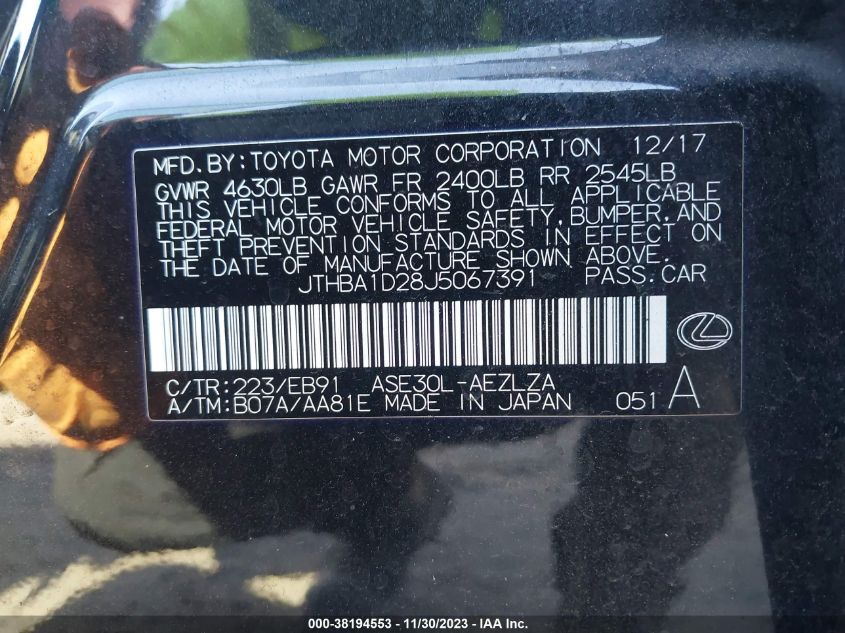 MFD.BY:TOYOTA MOTOR CORPORATION 12/17
GVWR 4630LB GAWR FR 2400LB RR 2545LB
THIS VEHICLE CONFORMS TO ALL APPLICABLE
FEDERAL MOTOR VEHICLE SAFETY,BUMPER,AND
THEFT PREVENTION STANDARDS IN EFFECT ON
THE DATE OF MANUFACTURE SHOWN ABOVE.
JTHBA1D28J5067391 PASS.CAR
C/TR:223/EB91 ASE30L-AEZLZA
A/TM:B07A/AA81E MADE IN JAPAN 051 A
000-38194553 — 11/30/2023 — IAA Inc.